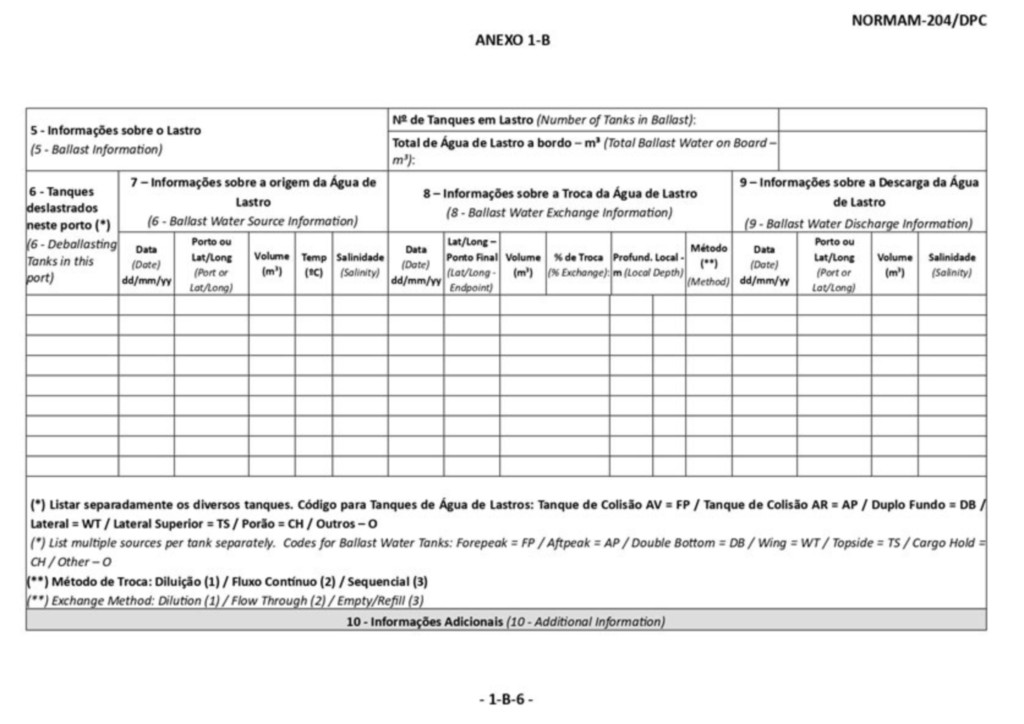 NORMAM-204/DPC
ANEXO 1-B
5 - Informações sobre o Lastro
(5 - Ballast Information)
Nº de Tanques em Lastro (Number of Tanks in Ballast):
Total de Água de Lastro a bordo – m³ (Total Ballast Water on Board –
m³):
6 - Tanques
deslastrados
neste porto (*)
(6 - Deballasting
Tanks in this
port)
7 – Informações sobre a origem da Água de
Lastro
(6 - Ballast Water Source Information)
8 – Informações sobre a Troca da Água de Lastro
(8 - Ballast Water Exchange Information)
9 – Informações sobre a Descarga da Água
de Lastro
(9 - Ballast Water Discharge Information)
Data
(Date)
dd/mm/yy
Porto ou
Lat/Long
(Port or
Lat/Long)
Volume
(m³)
Temp
(ºC)
Salinidade
(Salinity)
Data
(Date)
dd/mm/yy
Lat/Long –
Ponto Final
(Lat/Long -
Endpoint)
Volume
(m³)
% de Troca
(% Exchange):
Profund. Local -
m (Local Depth)
Método
(**)
(Method)
Data
(Date)
dd/mm/yy
Porto ou
Lat/Long
(Port or
Lat/Long)
Volume
(m³)
Salinidade
(Salinity)
(*) Listar separadamente os diversos tanques. Código para Tanques de Água de Lastros: Tanque de Colisão AV = FP / Tanque de Colisão AR = AP / Duplo Fundo = DB /
Lateral = WT / Lateral Superior = TS / Porão = CH / Outros – O
(*) List multiple sources per tank separately. Codes for Ballast Water Tanks: Forepeak = FP / Aftpeak = AP / Double Bottom = DB / Wing = WT / Topside = TS / Cargo Hold =
CH / Other – O
(**) Método de Troca: Diluição (1) / Fluxo Contínuo (2) / Sequencial (3)
(**) Exchange Method: Dilution (1) / Flow Through (2) / Empty/Refill (3)
10 - Informações Adicionais (10 - Additional Information)
- 1-B-6 -